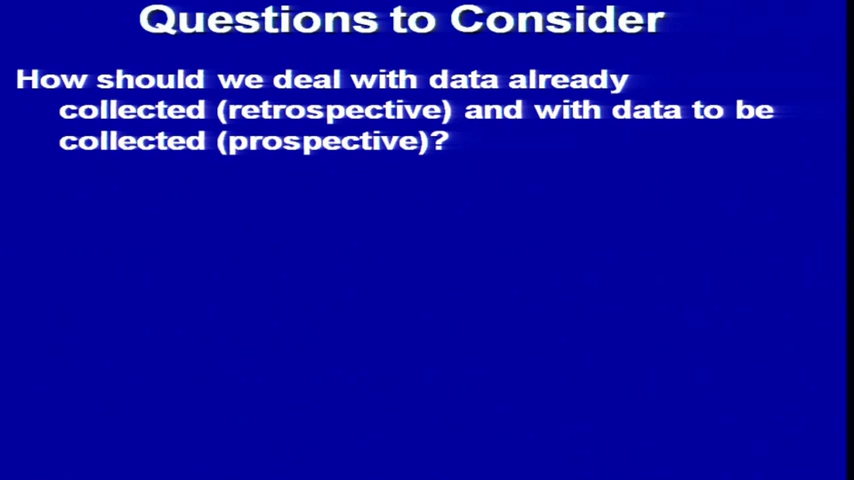 Questions to Consider
How should we deal with data already
collected (retrospective) and with data to be
collected (prospective)?